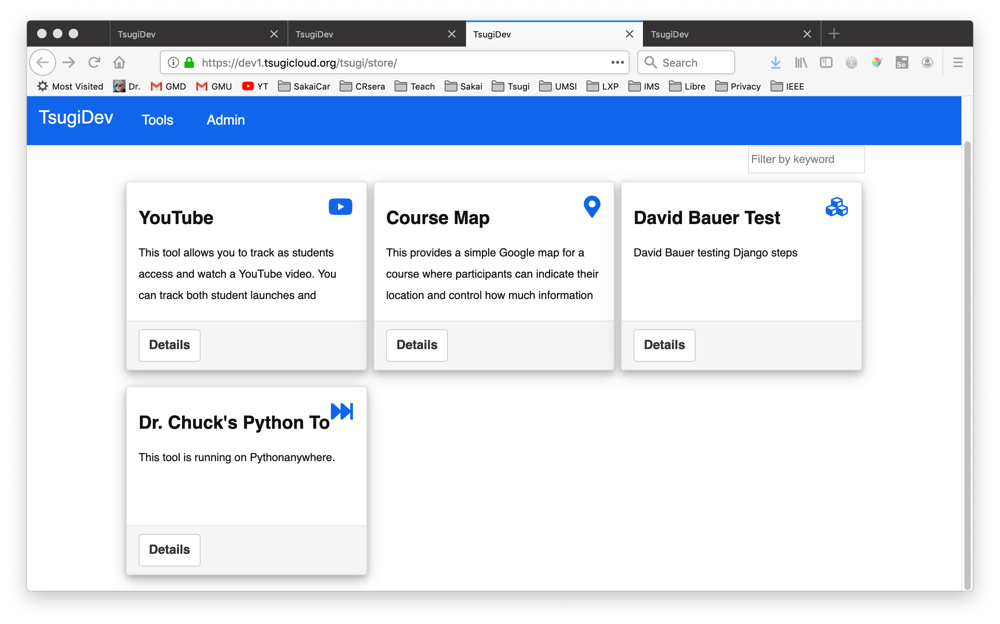 TsugiDev TsugiDev TsugiDev TsugiDev
https://dev1.tsugicloud.org/tsugi/store/ Search Se
Most Visited Dr. GMD GMU YT SakaiCar CRsera Teach Sakai Tsugi UMSI LXP IMS Libre Privacy IEEE
TsugiDev Tools Admin
Filter by keyword
YouTube
This tool allows you to track as students
access and watch a YouTube video. You
can track both student launches and
Details
Course Map
This provides a simple Google map for a
course where participants can indicate their
location and control how much information
Details
David Bauer Test
David Bauer testing Django steps
Details
Dr. Chuck's Python To
This tool is running on Pythonanywhere.
Details